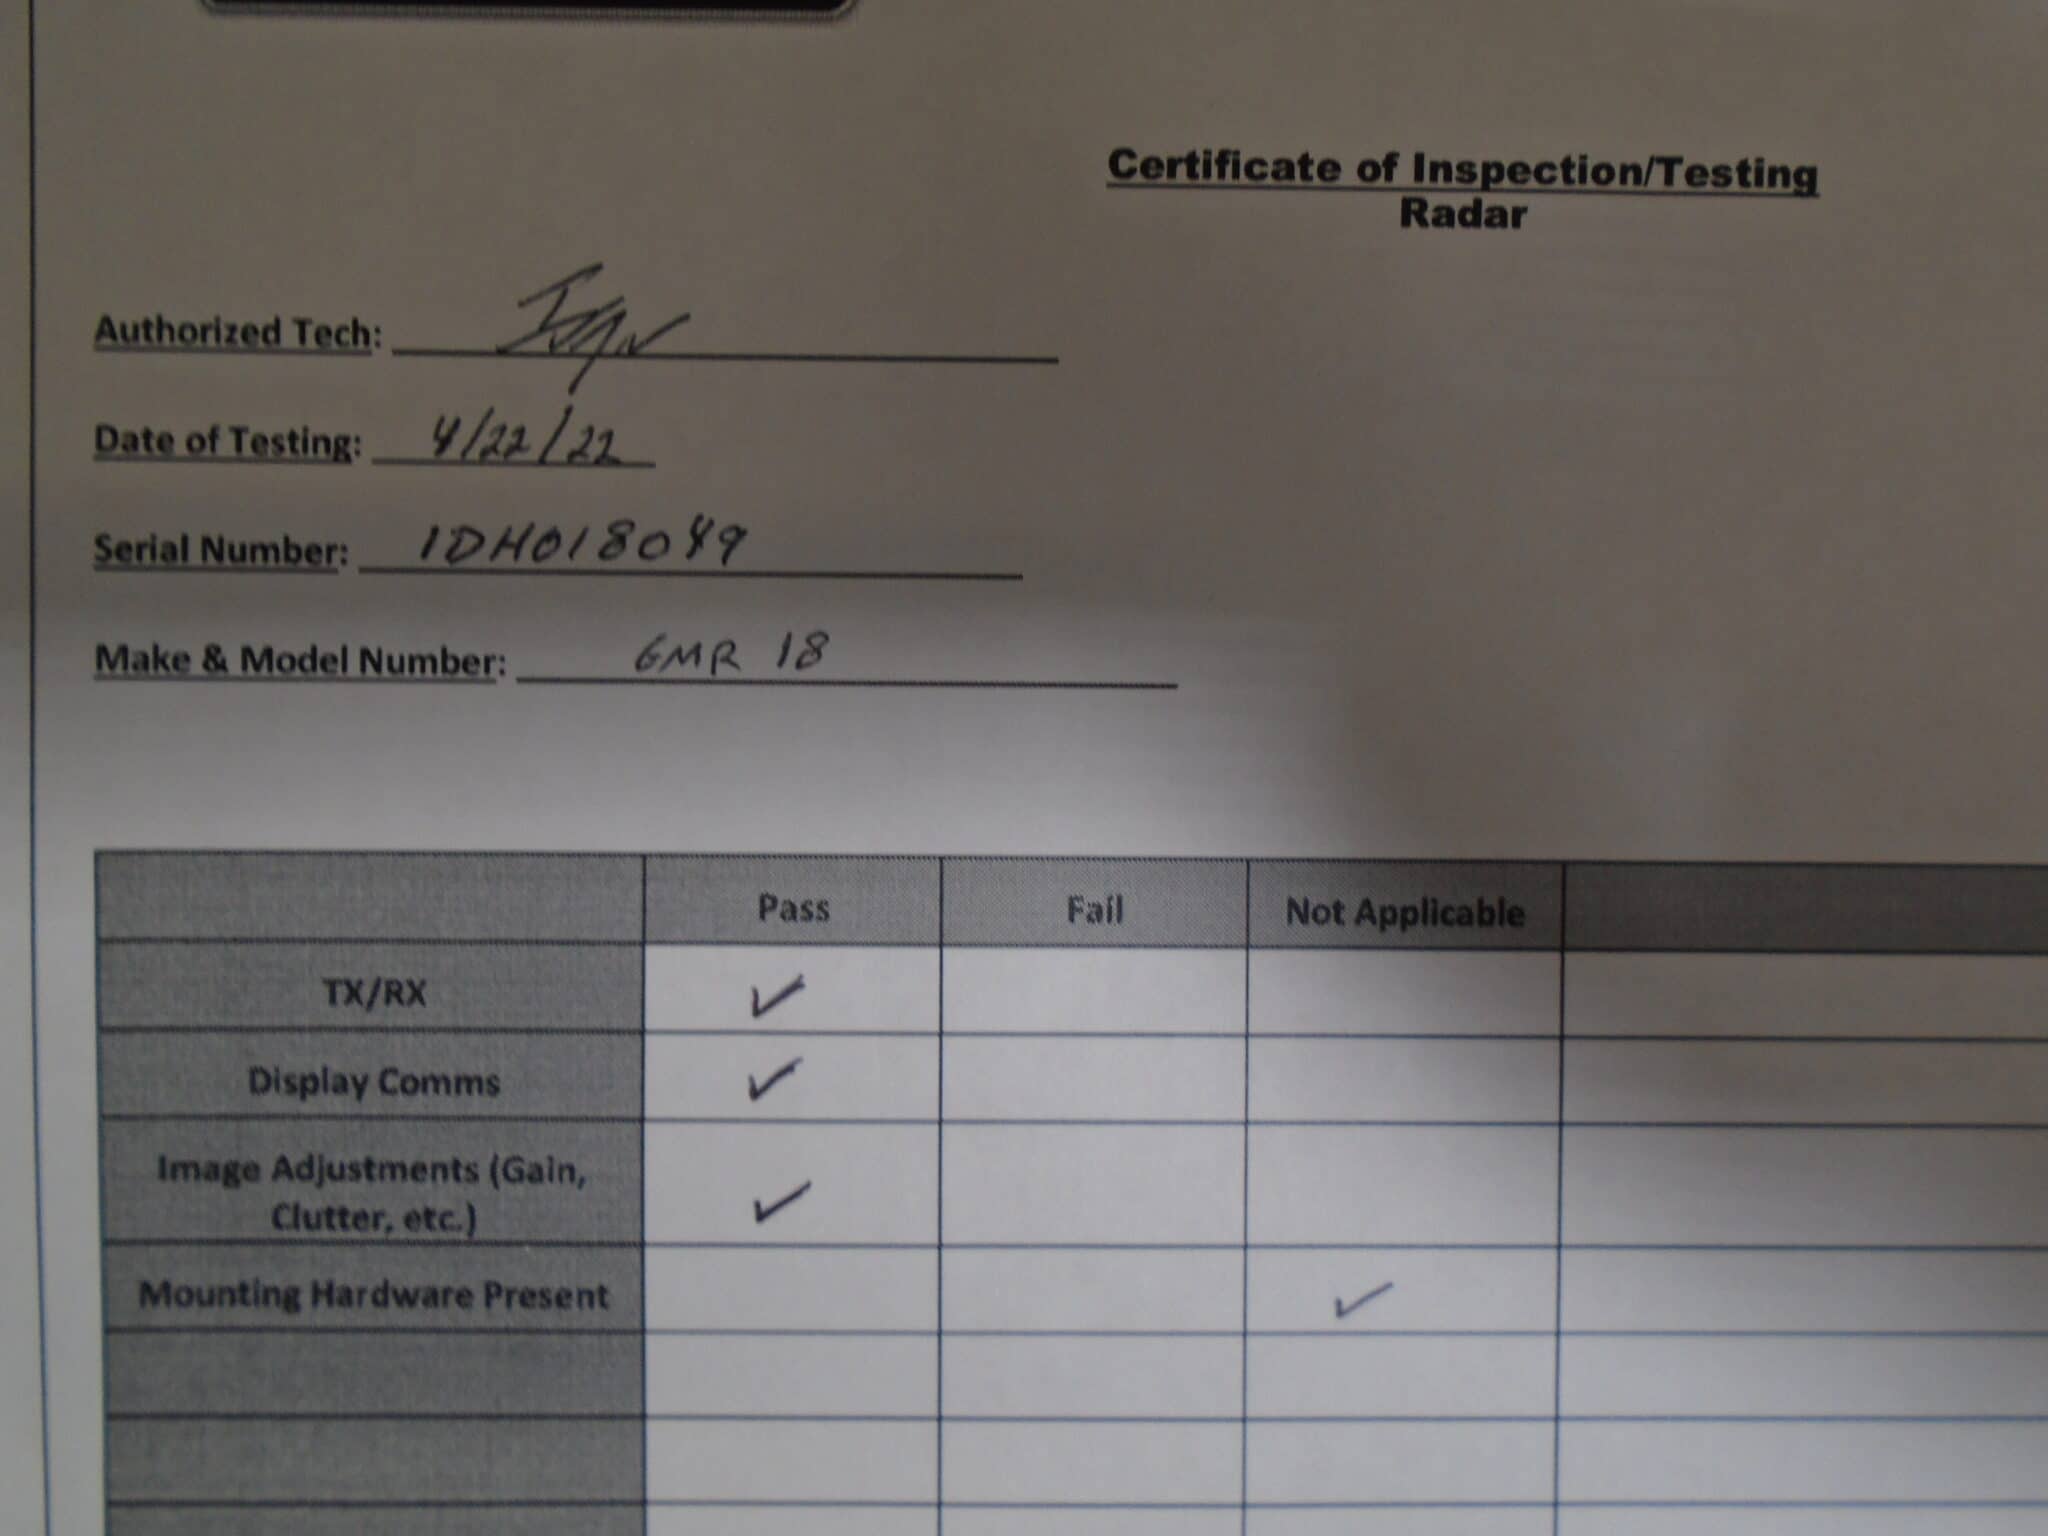 Certificate of Inspection/Testing
Radar
Authorized Tech:
Date of Testing: 4/22/22
Serial Number: 1DH018049
Make & Model Number: GMR 18
Pass Fail Not Applicable
TX/RX ✓
Display Comms ✓
Image Adjustments (Gain,
Clutter, etc.) ✓
Mounting Hardware Present ✓